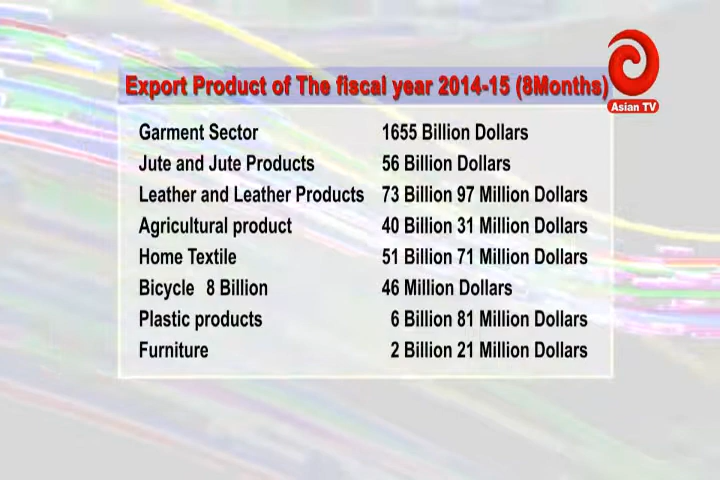 Export Product of The fiscal year 2014-15 (8Months)
Asian TV
Garment Sector 1655 Billion Dollars
Jute and Jute Products 56 Billion Dollars
Leather and Leather Products 73 Billion 97 Million Dollars
Agricultural product 40 Billion 31 Million Dollars
Home Textile 51 Billion 71 Million Dollars
Bicycle 8 Billion 46 Million Dollars
Plastic products 6 Billion 81 Million Dollars
Furniture 2 Billion 21 Million Dollars